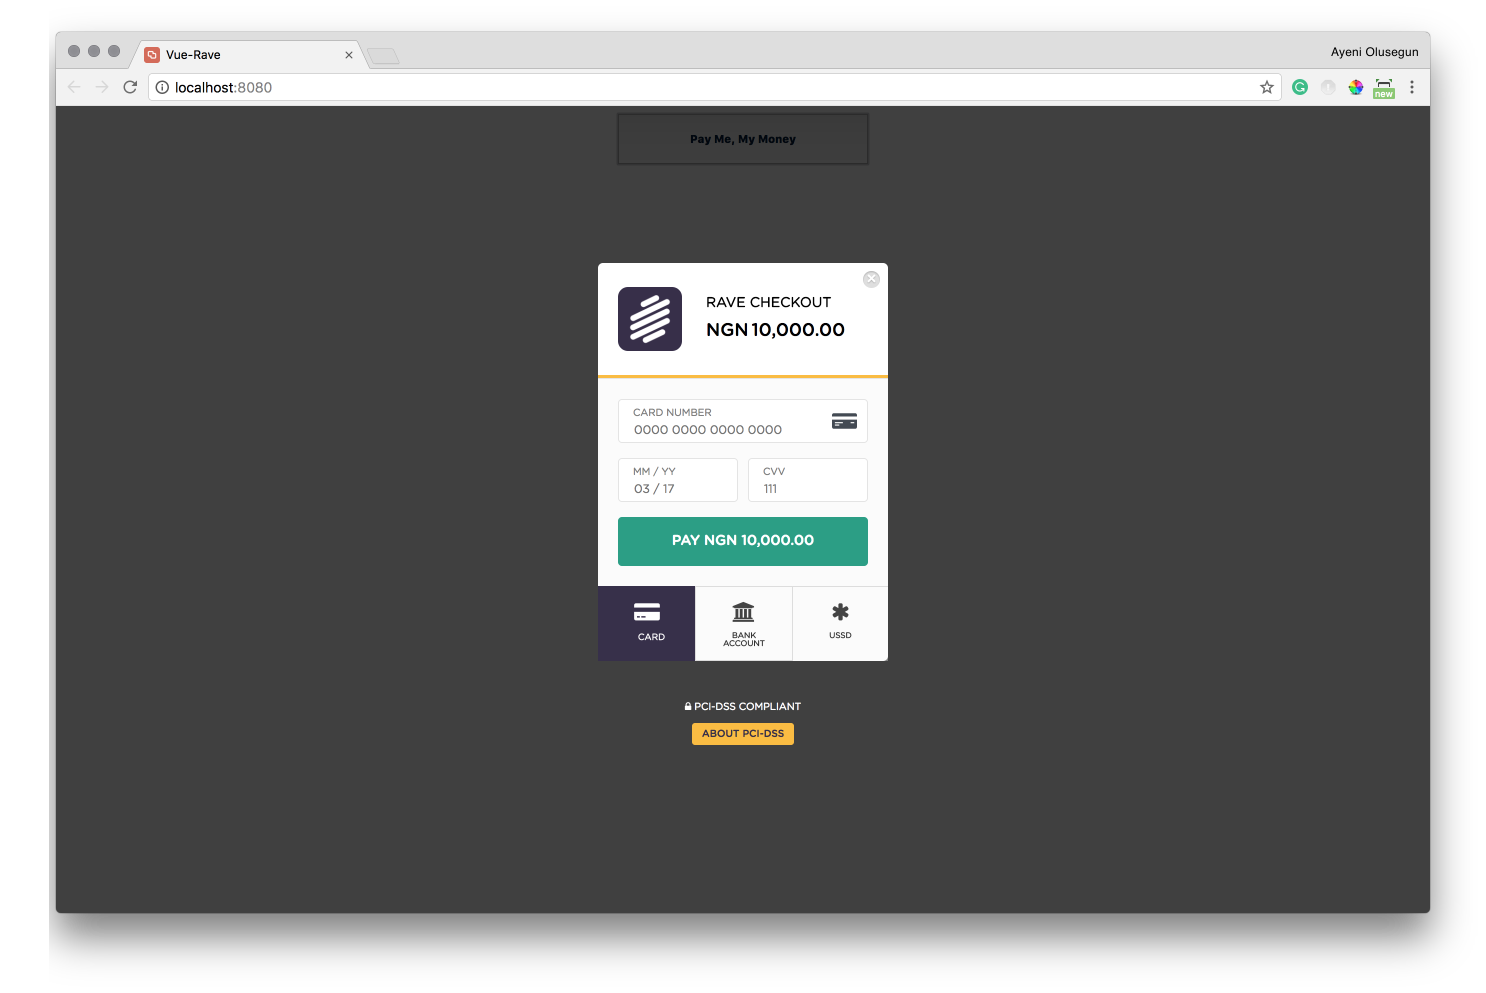 Vue-Rave
Ayeni Olusegun
localhost:8080
new
Pay Me, My Money
RAVE CHECKOUT
NGN 10,000.00
CARD NUMBER
0000 0000 0000 0000
MM / YY
03 / 17
CVV
111
PAY NGN 10,000.00
CARD
BANK
ACCOUNT
USSD
PCI-DSS COMPLIANT
ABOUT PCI-DSS